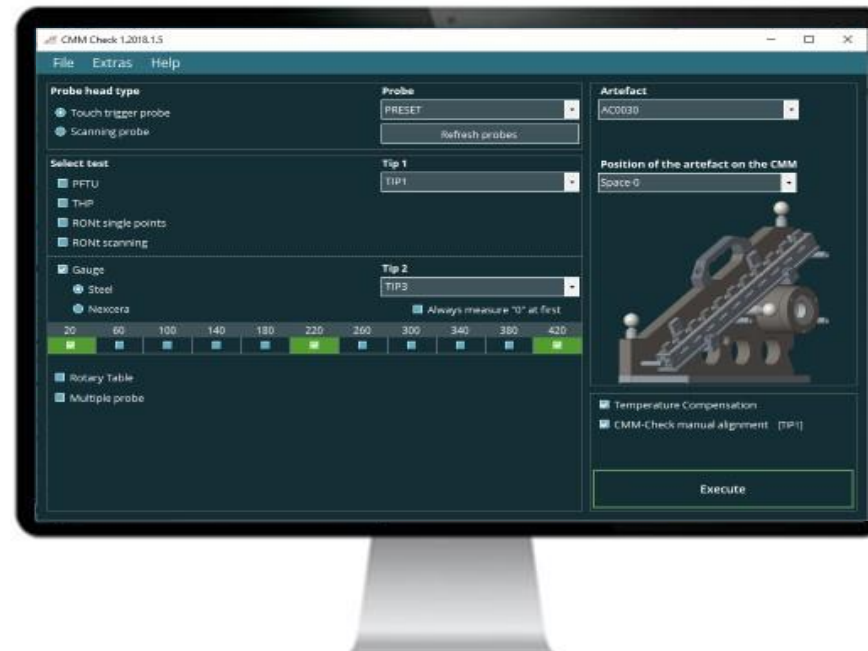 CMM Check 1.2018.1.5
File Extras Help
Probe head type
Touch trigger probe
Scanning probe
Probe
PRESET
Refresh probes
Select test
PFTU
THP
RONt single points
RONt scanning
Tip 1
TIP1
Gauge
Steel
Nexcera
Tip 2
TIP3
Always measure "0" at first
20 60 100 140 180 220 260 300 340 380 420
Rotary Table
Multiple probe
Artefact
AC0030
Position of the artefact on the CMM
Space-0
Temperature Compensation
CMM-Check manual alignment [TIP1]
Execute